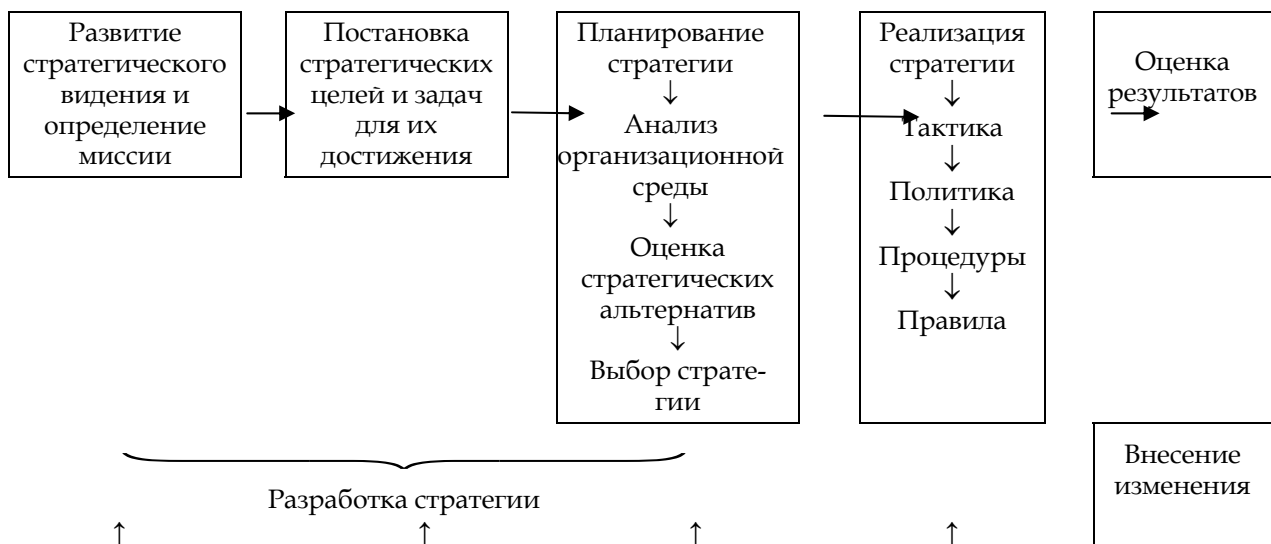 Развитие
стратегического
видения и
определение
миссии
Постановка
стратегических
целей и задач
для их
достижения
Планирование
стратегии
↓
Анализ
организационной
среды
↓
Оценка
стратегических
альтернатив
↓
Выбор страте-
гии
Реализация
стратегии
↓
Тактика
↓
Политика
↓
Процедуры
↓
Правила
Оценка
результатов
Разработка стратегии
Внесение
изменения
↑ ↑ ↑ ↑